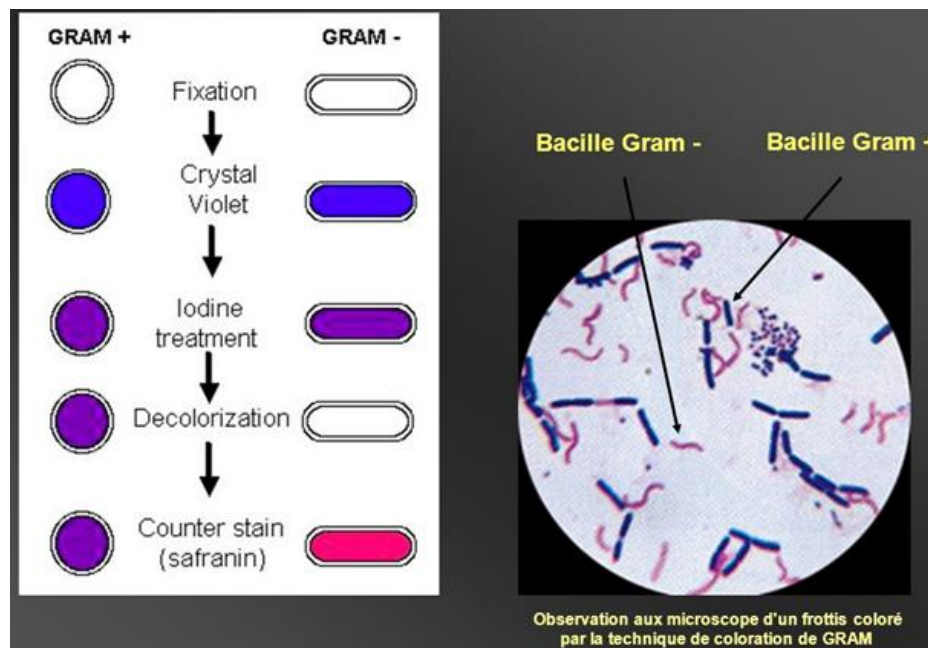 GRAM +
GRAM -
Fixation
Crystal
Violet
Iodine
treatment
Decolorization
Counter stain
(safranin)
Bacille Gram -
Bacille Gram +
Observation aux microscope d'un frottis coloré
par la technique de coloration de GRAM